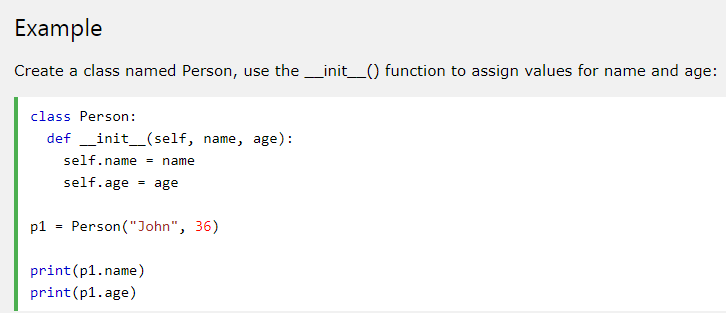 Example
Create a class named Person, use the __init__() function to assign values for name and age:
class Person:
  def __init__(self, name, age):
    self.name = name
    self.age = age
p1 = Person("John", 36)
print(p1.name)
print(p1.age)